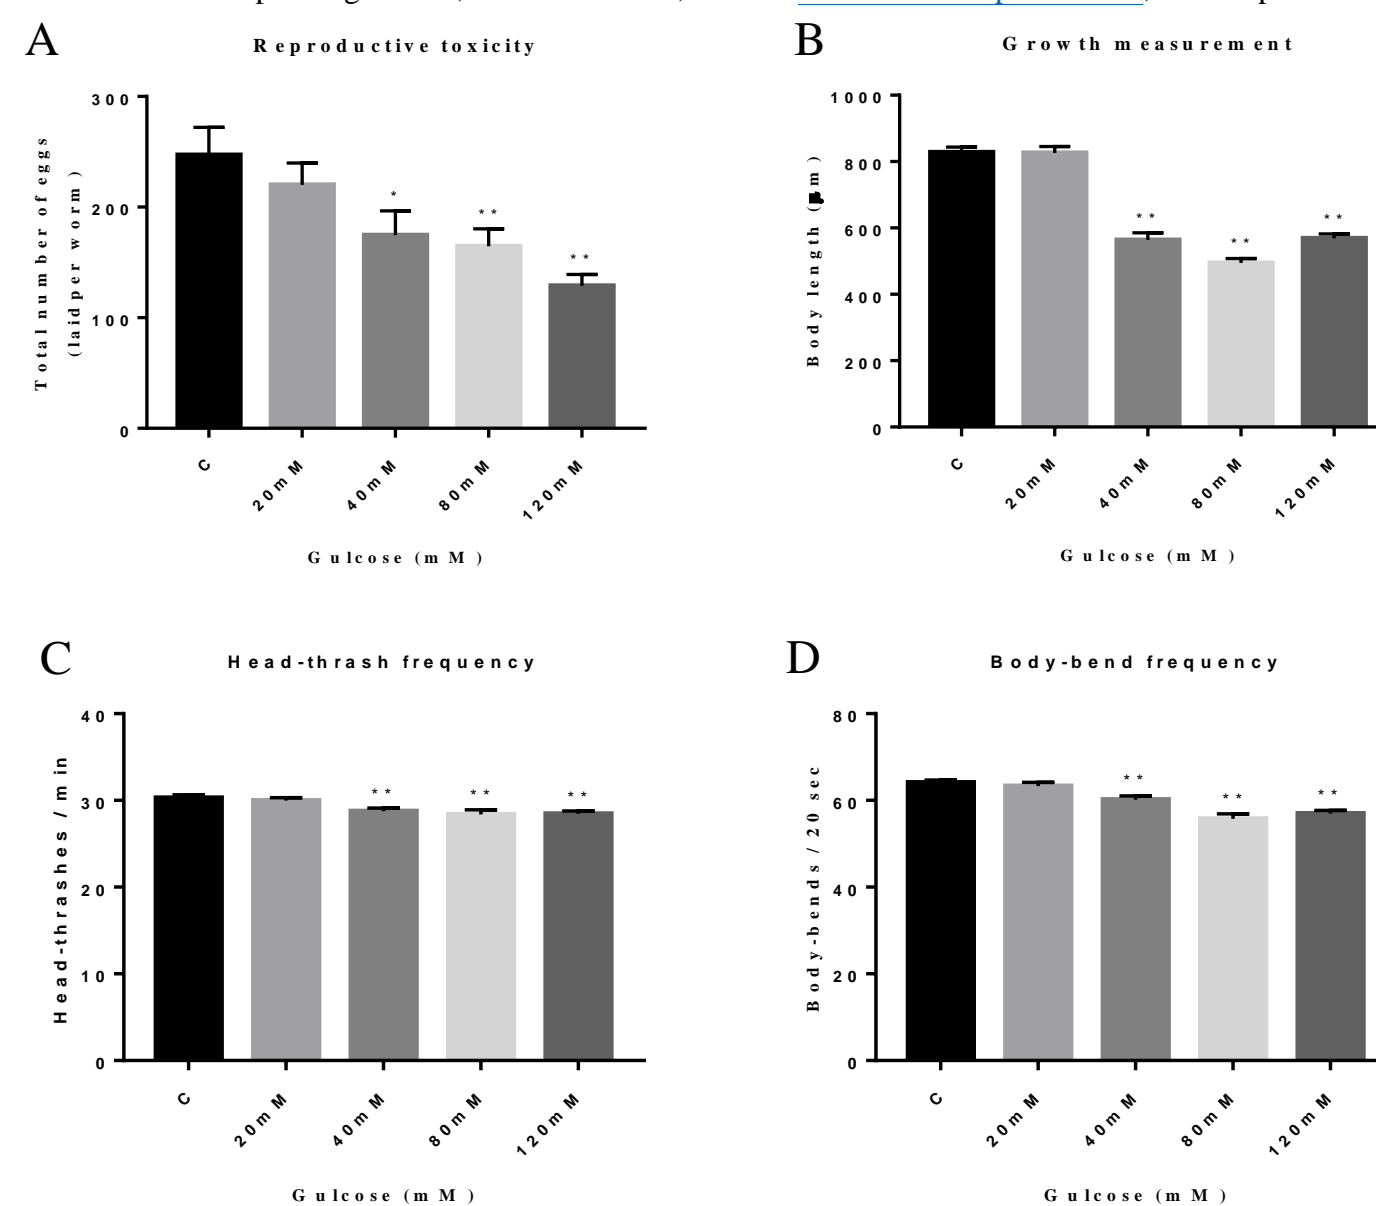 A
Reproductive toxicity
300
200
100
0
Total number of eggs
(laid per worm)
*
**
**
C
20mM
40mM
80mM
120mM
Gulcose (mM)
B
Growth measurement
1000
800
600
400
200
0
Body length (m)
**
**
**
C
20mM
40mM
80mM
120mM
Gulcose (mM)
C
Head-thrash frequency
40
30
20
10
0
Head-thrashes / min
**
**
**
C
20mM
40mM
80mM
120mM
Gulcose (mM)
D
Body-bend frequency
80
60
40
20
0
Body-bends / 20 sec
**
**
**
C
20mM
40mM
80mM
120mM
Gulcose (mM)